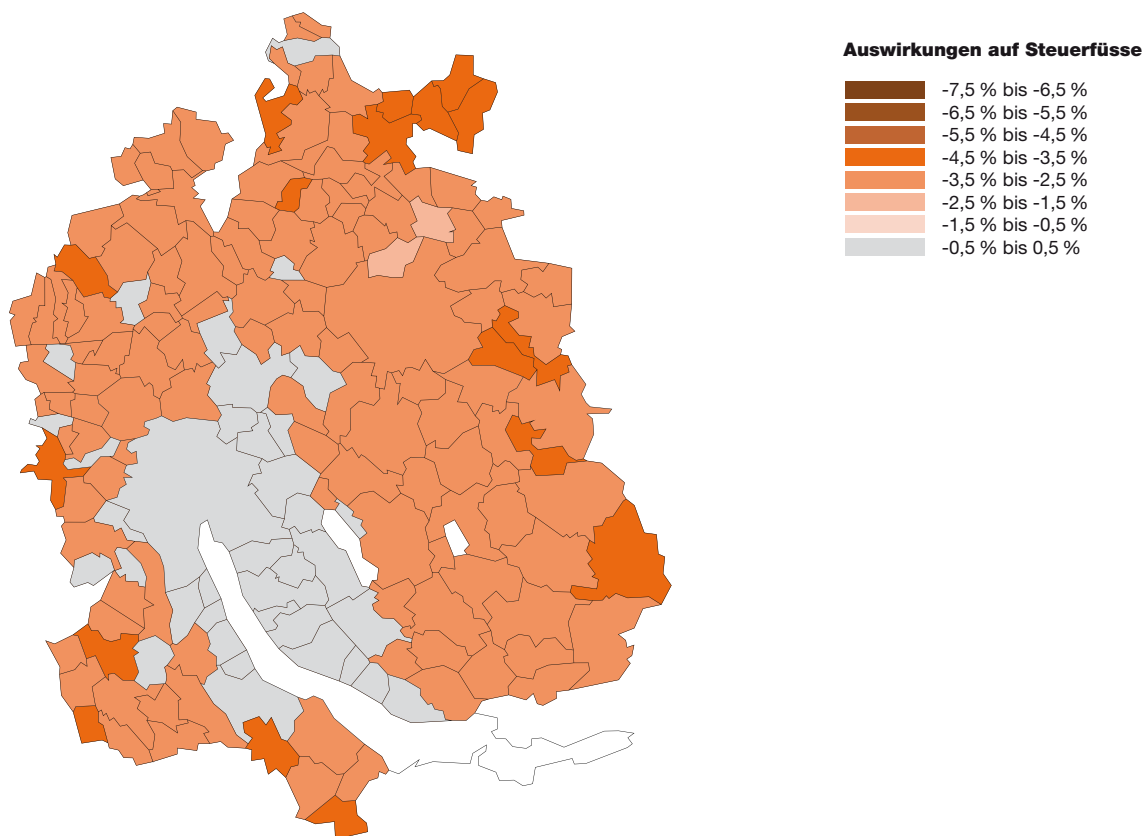 Auswirkungen auf Steuerfüsse
-7,5 % bis -6,5 %
-6,5 % bis -5,5 %
-5,5 % bis -4,5 %
-4,5 % bis -3,5 %
-3,5 % bis -2,5 %
-2,5 % bis -1,5 %
-1,5 % bis -0,5 %
-0,5 % bis 0,5 %